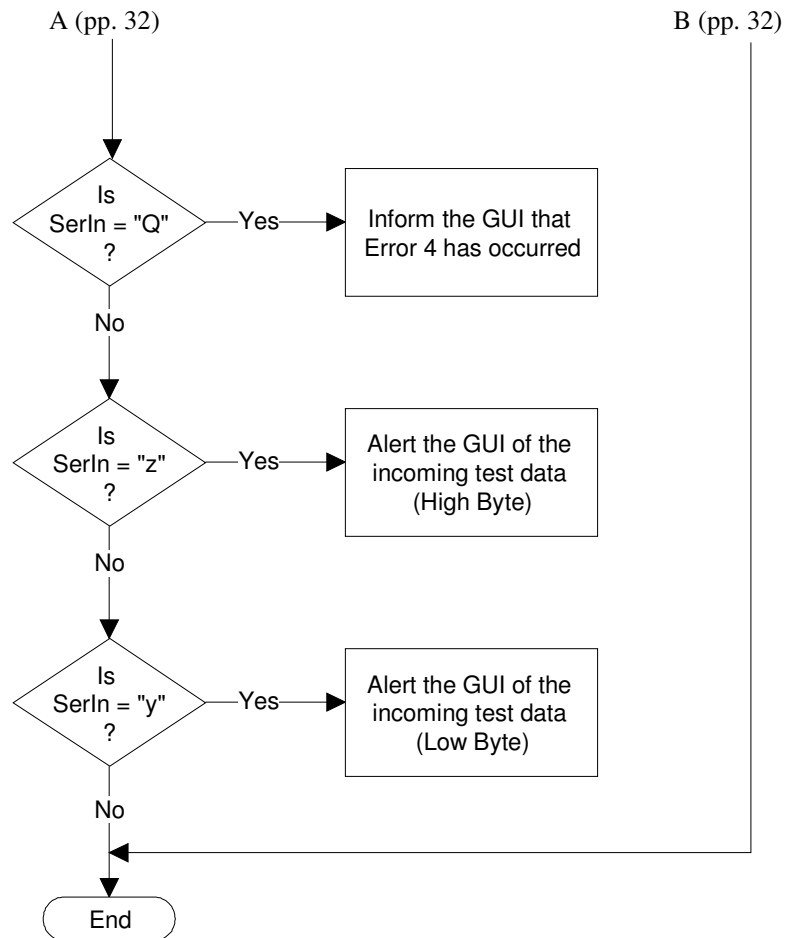 A (pp. 32)
B (pp. 32)
Is
SerIn = "Q"
?
Yes
Inform the GUI that
Error 4 has occurred
No
Is
SerIn = "z"
?
Yes
Alert the GUI of the
incoming test data
(High Byte)
No
Is
SerIn = "y"
?
Yes
Alert the GUI of the
incoming test data
(Low Byte)
No
End